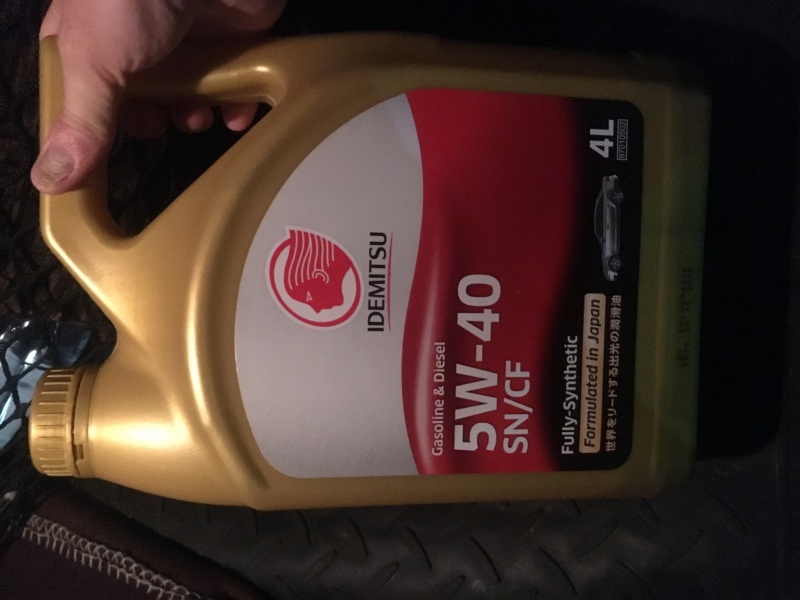 IDEMITSU
Gasoline & Diesel
5W-40
SN/CF
Fully-Synthetic
Formulated in Japan
世界をリードする出光の潤滑油
4L